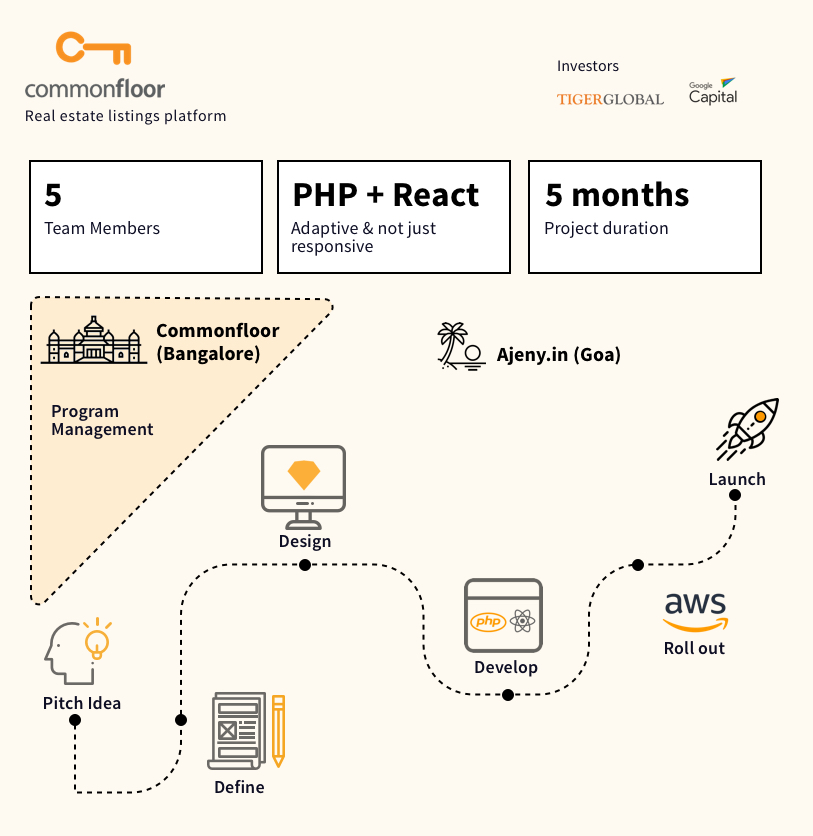 commonfloor
Real estate listings platform
Investors
TIGERGLOBAL
Google
Capital
5
Team Members
PHP + React
Adaptive & not just
responsive
5 months
Project duration
Commonfloor
(Bangalore)
Program
Management
Ajeny.in (Goa)
Launch
Design
php
Develop
aws
Roll out
Pitch Idea
Define